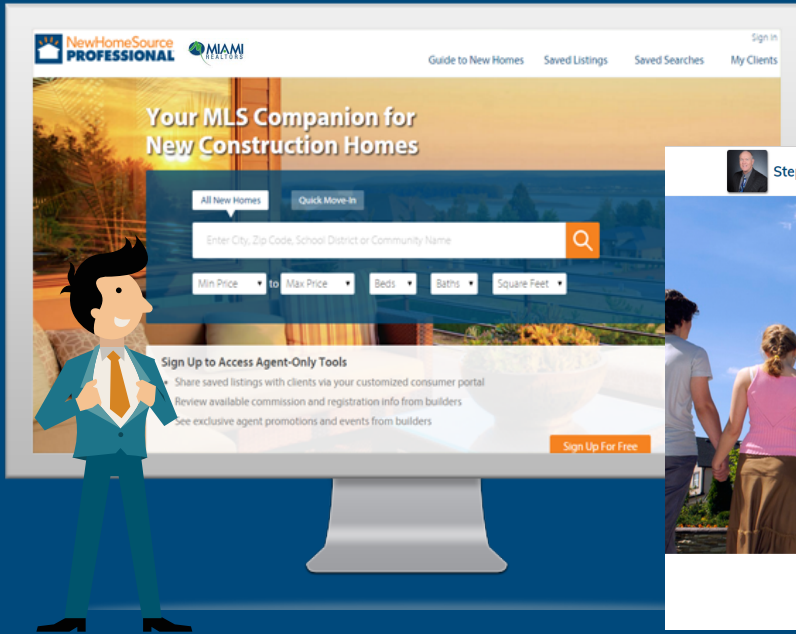 NewHomeSource
PROFESSIONAL
MIAMI
REALTORS
Sign In
Guide to New Homes Saved Listings Saved Searches My Clients
Your MLS Companion for
New Construction Homes
All New Homes Quick Move-In
Enter City, Zip Code, School District or Community Name
Min Price to Max Price Beds Baths Square Feet
Sign Up to Access Agent-Only Tools
• Share saved listings with clients via your customized consumer portal
Review available commission and registration info from builders
See exclusive agent promotions and events from builders
Sign Up For Free